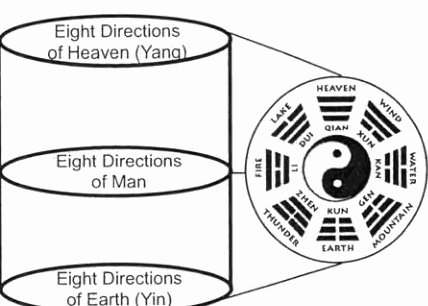 Eight Directions
of Heaven (Yang)
Eight Directions
of Man
Eight Directions
of Earth (Yin)
HEAVEN
QIAN
WIND
XUN
WATER
KAN
MOUNTAIN
GEN
EARTH
KUN
THUNDER
ZHEN
FIRE
LI
LAKE
DUI